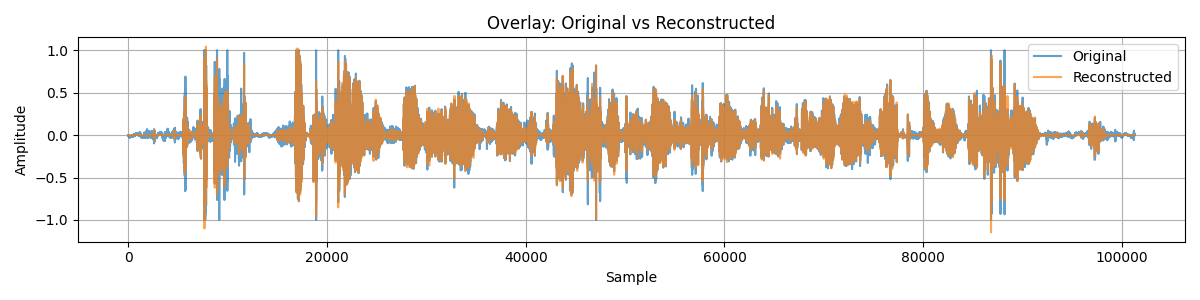 Overlay: Original vs Reconstructed
Original
Reconstructed
Amplitude
1.0
0.5
0.0
−0.5
−1.0
0 20000 40000 60000 80000 100000
Sample